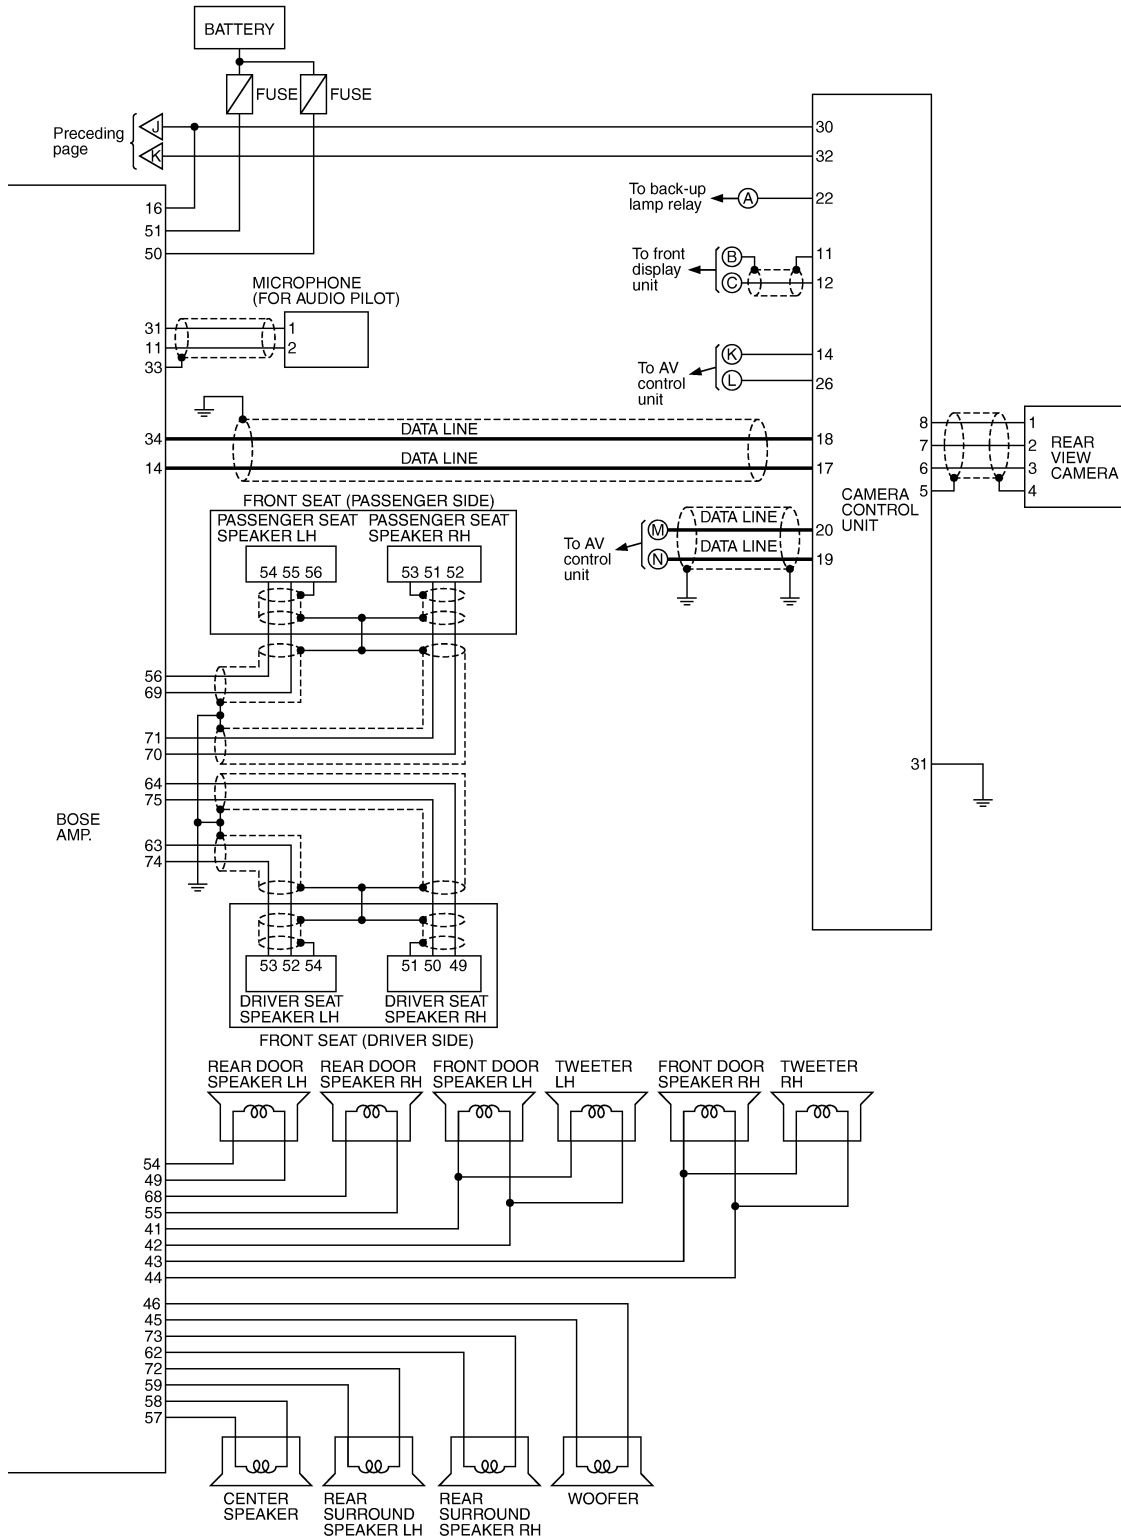 BATTERY
FUSE FUSE
Preceding
page
J
K
30
32
16
51
50
To back-up
lamp relay
A
22
To front
display
unit
B
C
11
12
MICROPHONE
(FOR AUDIO PILOT)
31
11
33
1
2
To AV
control
unit
K
L
14
26
34
14
DATA LINE
DATA LINE
18
17
8
7
6
5
1
2
3
4
REAR
VIEW
CAMERA
CAMERA
CONTROL
UNIT
To AV
control
unit
M
N
DATA LINE
DATA LINE
20
19
31
FRONT SEAT (PASSENGER SIDE)
PASSENGER SEAT
SPEAKER LH
PASSENGER SEAT
SPEAKER RH
54 55 56
53 51 52
56
69
71
70
64
75
63
74
BOSE
AMP.
53 52 54
51 50 49
DRIVER SEAT
SPEAKER LH
DRIVER SEAT
SPEAKER RH
FRONT SEAT (DRIVER SIDE)
REAR DOOR
SPEAKER LH
REAR DOOR
SPEAKER RH
FRONT DOOR
SPEAKER LH
TWEETER
LH
FRONT DOOR
SPEAKER RH
TWEETER
RH
54
49
68
55
41
42
43
44
46
45
73
62
72
59
58
57
CENTER
SPEAKER
REAR
SURROUND
SPEAKER LH
REAR
SURROUND
SPEAKER RH
WOOFER